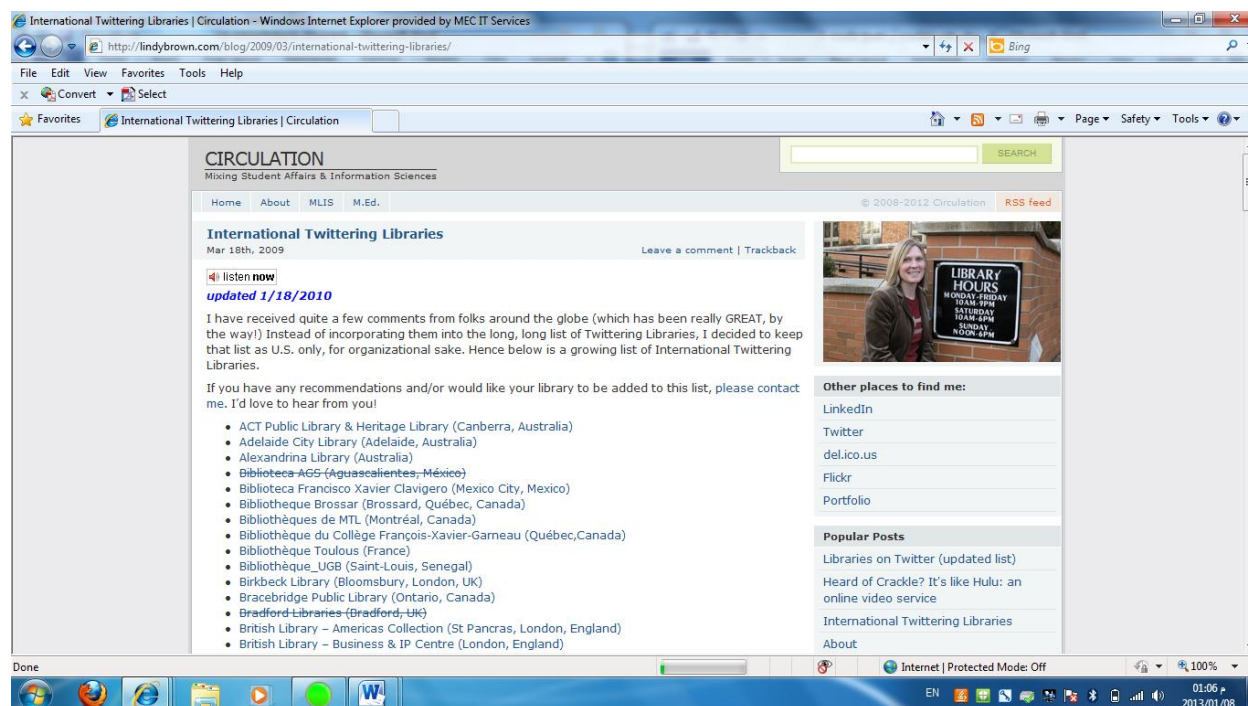 International Twittering Libraries | Circulation - Windows Internet Explorer provided by MEC IT Services
http://lindybrown.com/blog/2009/03/international-twittering-libraries/
Bing
File Edit View Favorites Tools Help
x Convert Select
Favorites International Twittering Libraries | Circulation Page Safety Tools
CIRCULATION
Mixing Student Affairs & Information Sciences
SEARCH
Home About MLIS M.Ed. © 2008-2012 Circulation RSS feed
International Twittering Libraries
Mar 18th, 2009 Leave a comment | Trackback
listen now
updated 1/18/2010
I have received quite a few comments from folks around the globe (which has been really GREAT, by
the way!) Instead of incorporating them into the long, long list of Twittering Libraries, I decided to keep
that list as U.S. only, for organizational sake. Hence below is a growing list of International Twittering
Libraries.
If you have any recommendations and/or would like your library to be added to this list, please contact
me. I'd love to hear from you!
• ACT Public Library & Heritage Library (Canberra, Australia)
• Adelaide City Library (Adelaide, Australia)
• Alexandrina Library (Australia)
• Biblioteca AGS (Aguascalientes, México)
• Biblioteca Francisco Xavier Clavigero (Mexico City, Mexico)
• Bibliotheque Brossar (Brossard, Québec, Canada)
• Bibliothèques de MTL (Montréal, Canada)
• Bibliothèque du Collège François-Xavier-Garneau (Québec,Canada)
• Bibliothèque Toulous (France)
• Bibliothèque_UGB (Saint-Louis, Senegal)
• Birkbeck Library (Bloomsbury, London, UK)
• Bracebridge Public Library (Ontario, Canada)
• Bradford Libraries (Bradford, UK)
• British Library – Americas Collection (St Pancras, London, England)
• British Library – Business & IP Centre (London, England)
LIBRARY
HOURS
MONDAY-FRIDAY
10AM-9PM
SATURDAY
10AM-6PM
SUNDAY
NOON-6PM
Other places to find me:
LinkedIn
Twitter
del.ico.us
Flickr
Portfolio
Popular Posts
Libraries on Twitter (updated list)
Heard of Crackle? It's like Hulu: an
online video service
International Twittering Libraries
About
Done Internet | Protected Mode: Off 100%
EN 01:06 م
2013/01/08